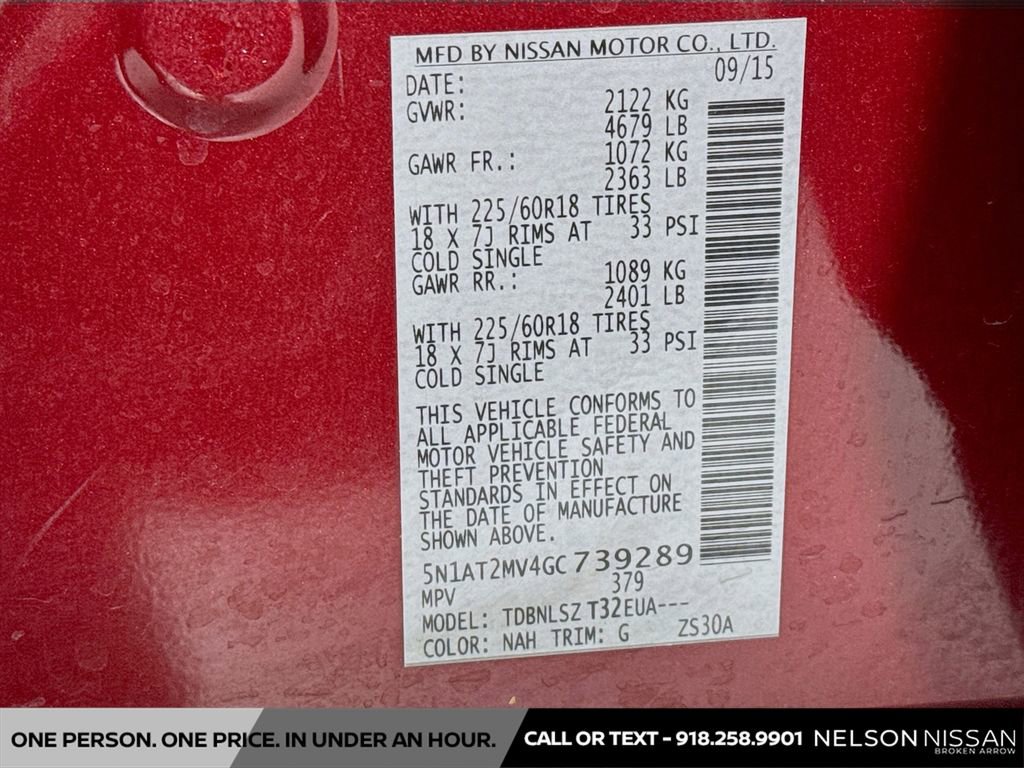 MFD BY NISSAN MOTOR CO., LTD.
DATE: 09/15
GVWR: 2122 KG
4679 LB
GAWR FR.: 1072 KG
2363 LB
WITH 225/60R18 TIRES
18 X 7J RIMS AT 33 PSI
COLD SINGLE
GAWR RR.: 1089 KG
2401 LB
WITH 225/60R18 TIRES
18 X 7J RIMS AT 33 PSI
COLD SINGLE
THIS VEHICLE CONFORMS TO
ALL APPLICABLE FEDERAL
MOTOR VEHICLE SAFETY AND
THEFT PREVENTION
STANDARDS IN EFFECT ON
THE DATE OF MANUFACTURE
SHOWN ABOVE.
5N1AT2MV4GC739289
MPV 379
MODEL: TDBNLSZ T32EUA---
COLOR: NAH TRIM: G ZS30A
ONE PERSON. ONE PRICE. IN UNDER AN HOUR.
CALL OR TEXT - 918.258.9901
NELSON NISSAN
BROKEN ARROW